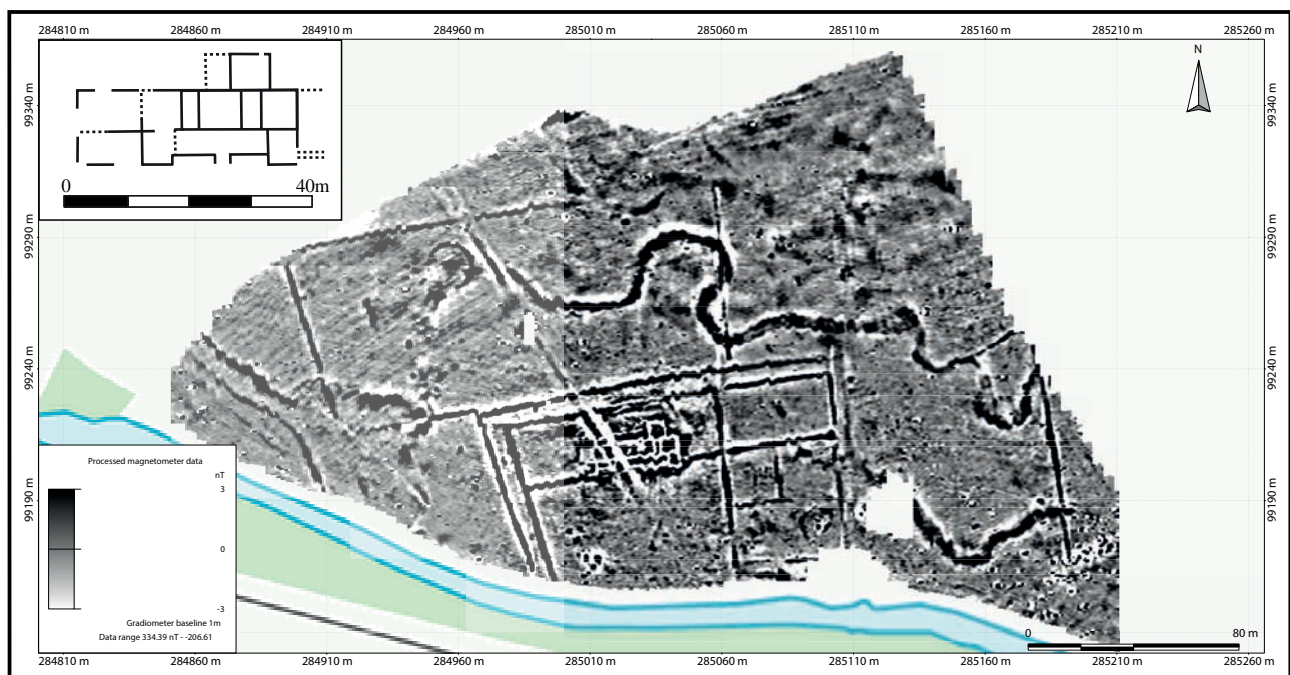 284810 m 284860 m 284910 m 284960 m 285010 m 285060 m 285110 m 285160 m 285210 m 285260 m
N
99340 m 99340 m
0 40m
99290 m 99290 m
99240 m 99240 m
Processed magnetometer data
nT
3
0
-3
99190 m 99190 m
Gradiometer baseline 1m
Data range 334.39 nT - -206.61
0 80 m
284810 m 284860 m 284910 m 284960 m 285010 m 285060 m 285110 m 285160 m 285210 m 285260 m